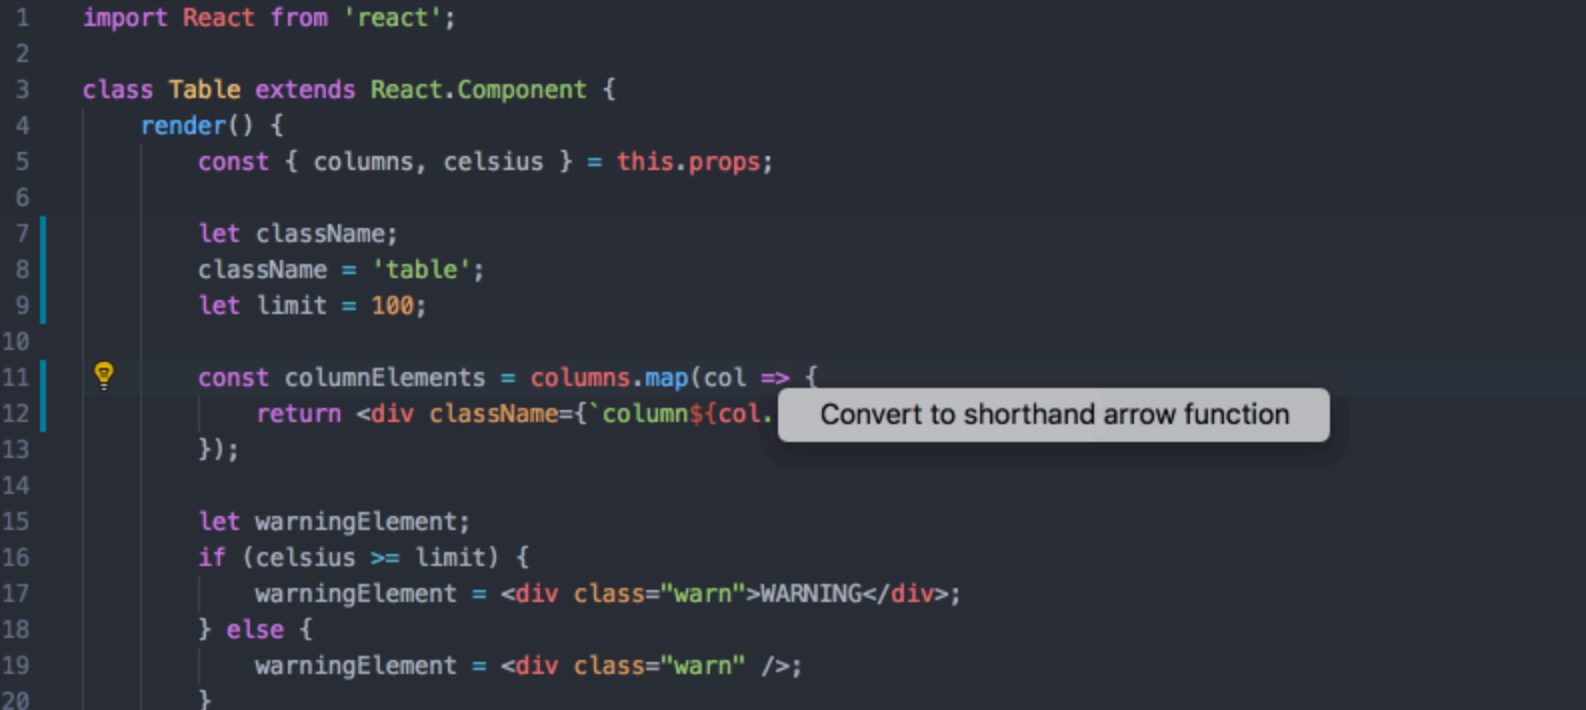 1 import React from 'react';
2
3 class Table extends React.Component {
4 render() {
5 const { columns, celsius } = this.props;
6
7 let className;
8 className = 'table';
9 let limit = 100;
10
11 const columnElements = columns.map(col => {
12 return <div className={`column${col.
Convert to shorthand arrow function
13 });
14
15 let warningElement;
16 if (celsius >= limit) {
17 warningElement = <div class="warn">WARNING</div>;
18 } else {
19 warningElement = <div class="warn" />;
20 }